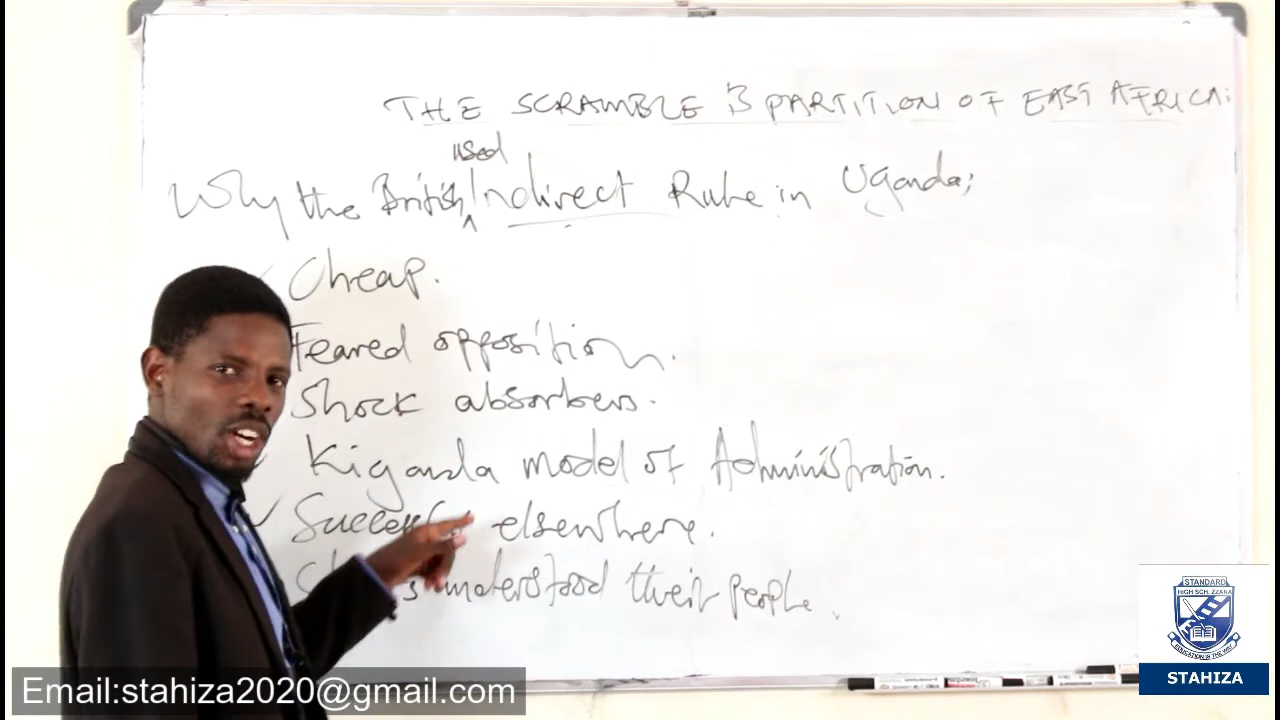 THE SCRAMBLE & PARTITION OF EAST AFRICA:
used
Why the British Indirect Rule in Uganda;
Cheap.
Feared opposition.
Shock absorbers.
Kiganda model of Administration.
elsewhere.
understood their people.
STANDARD
HIGH SCH. ZZANA
STAHIZA
Email:stahiza2020@gmail.com